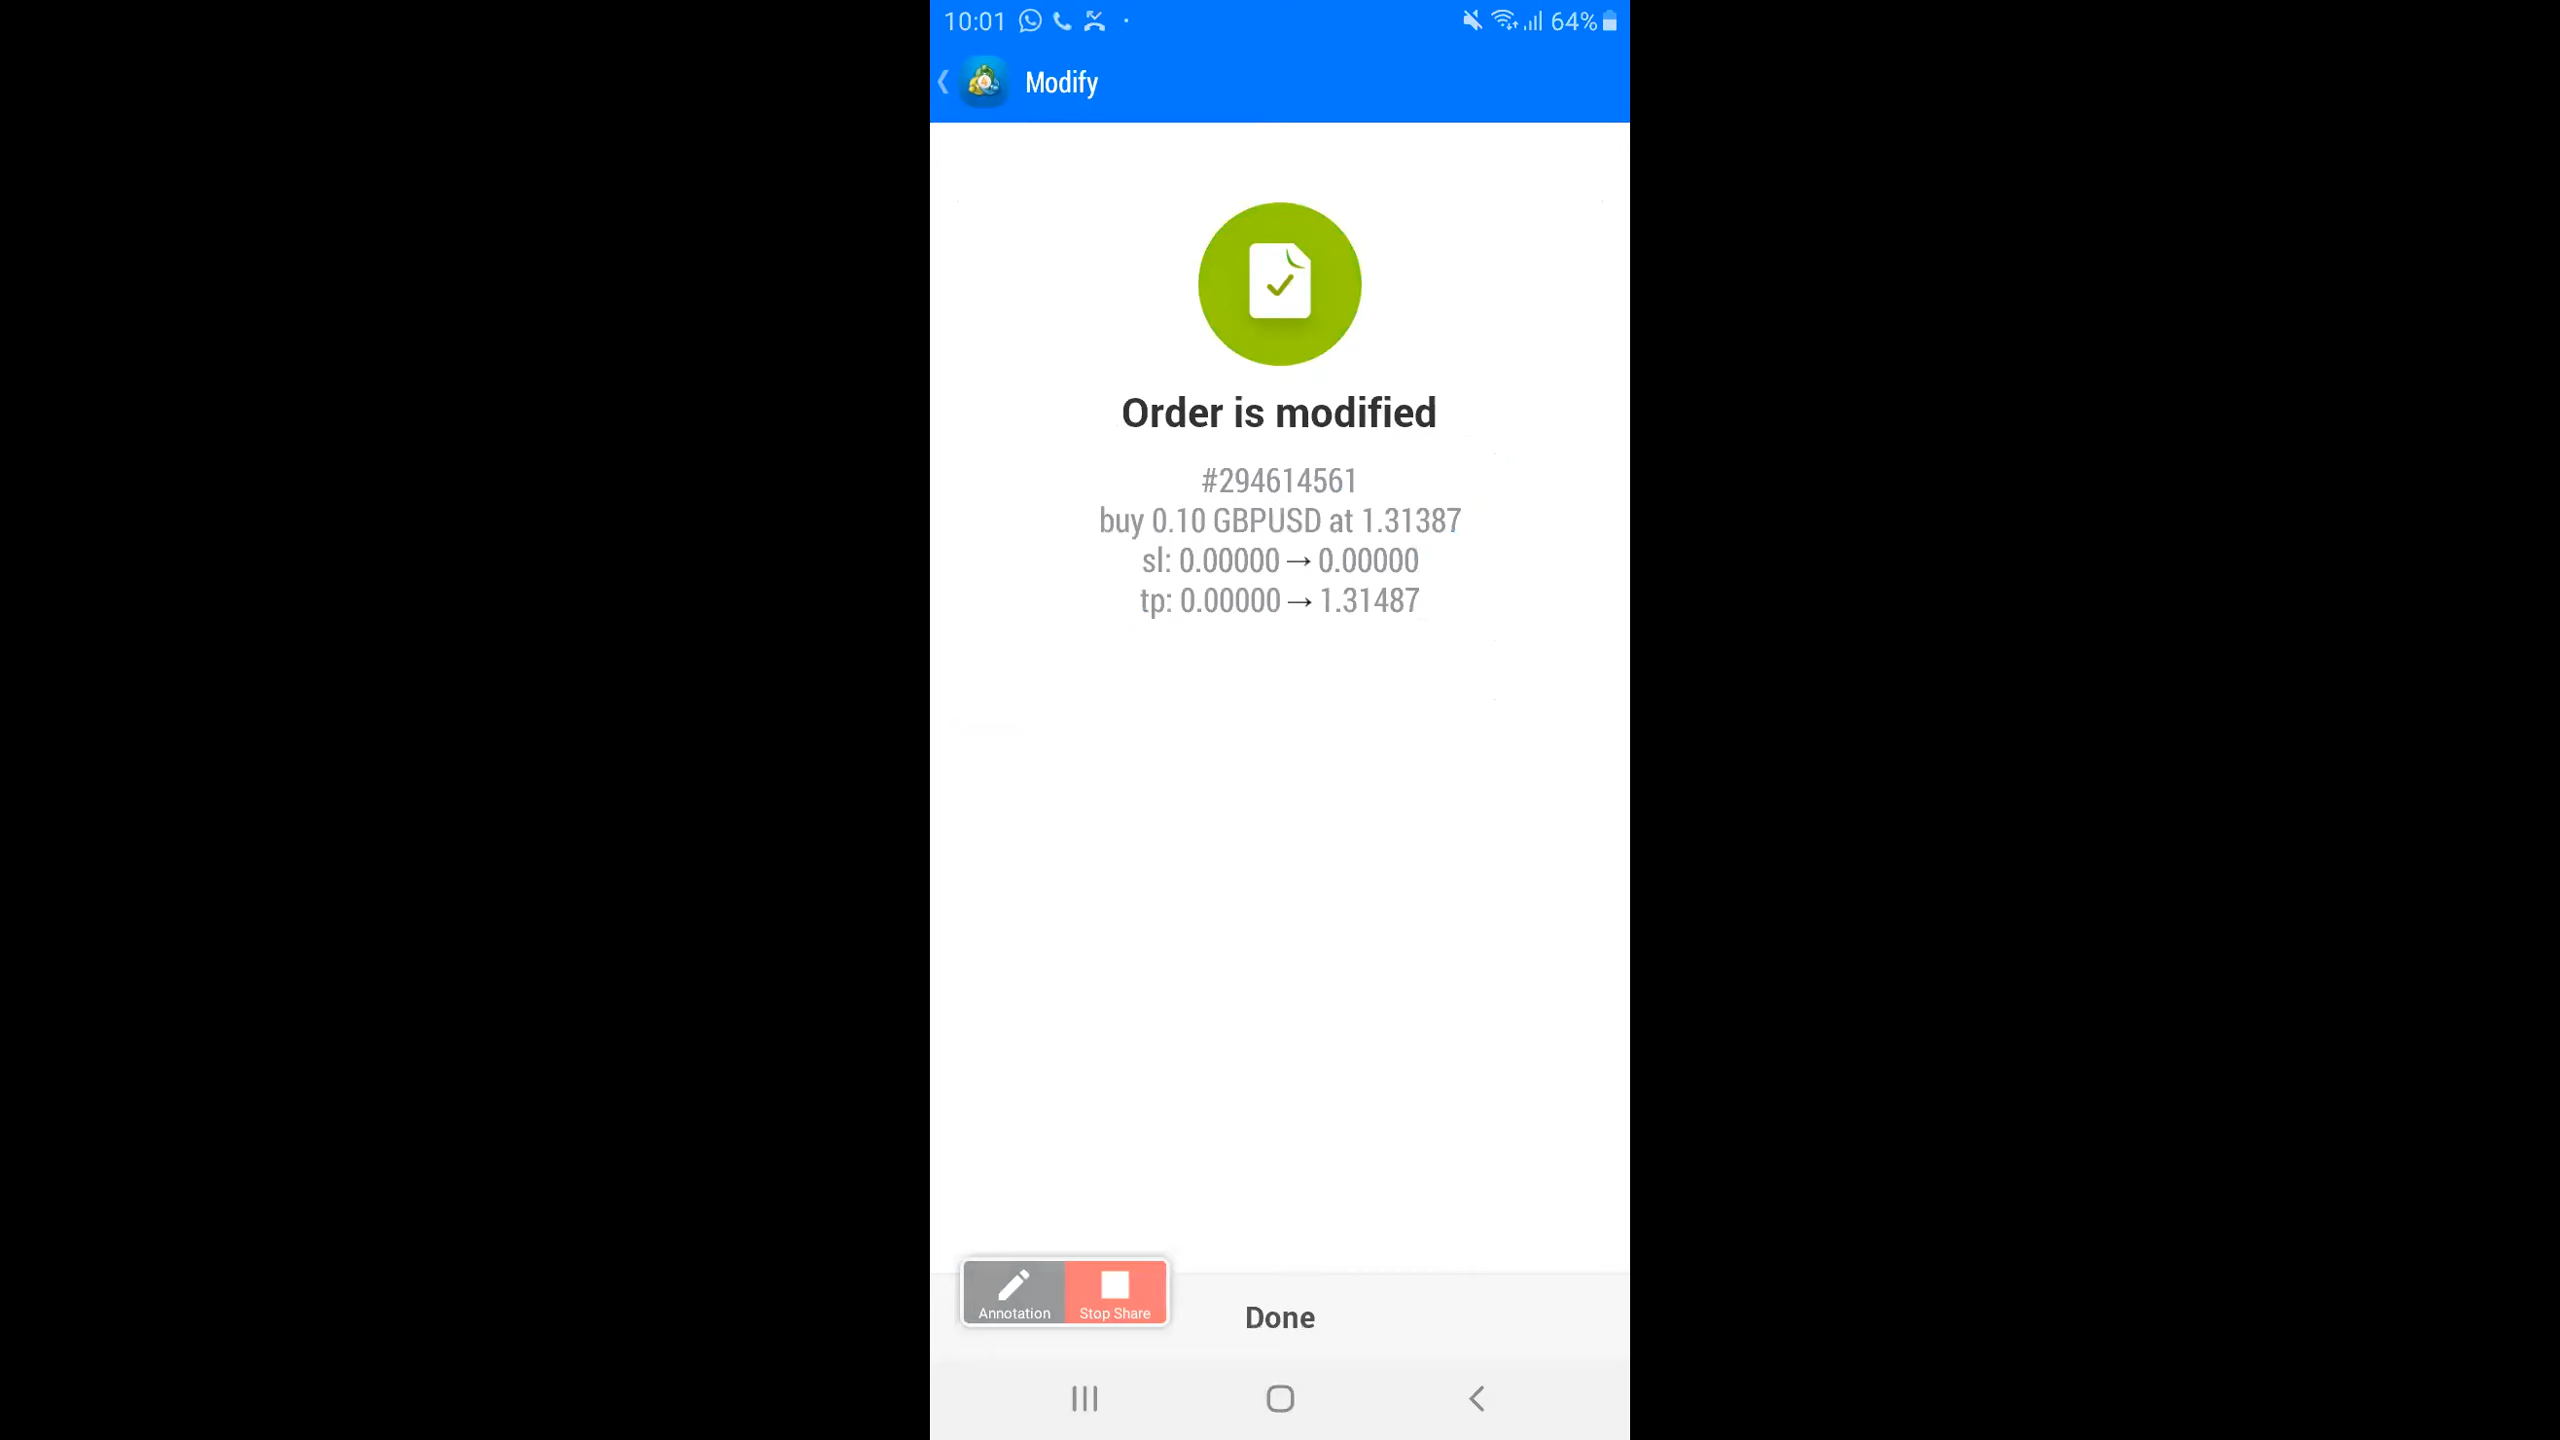 10:01 64%
Modify
Order is modified
#294614561
buy 0.10 GBPUSD at 1.31387
sl: 0.00000 → 0.00000
tp: 0.00000 → 1.31487
Annotation Stop Share
Done